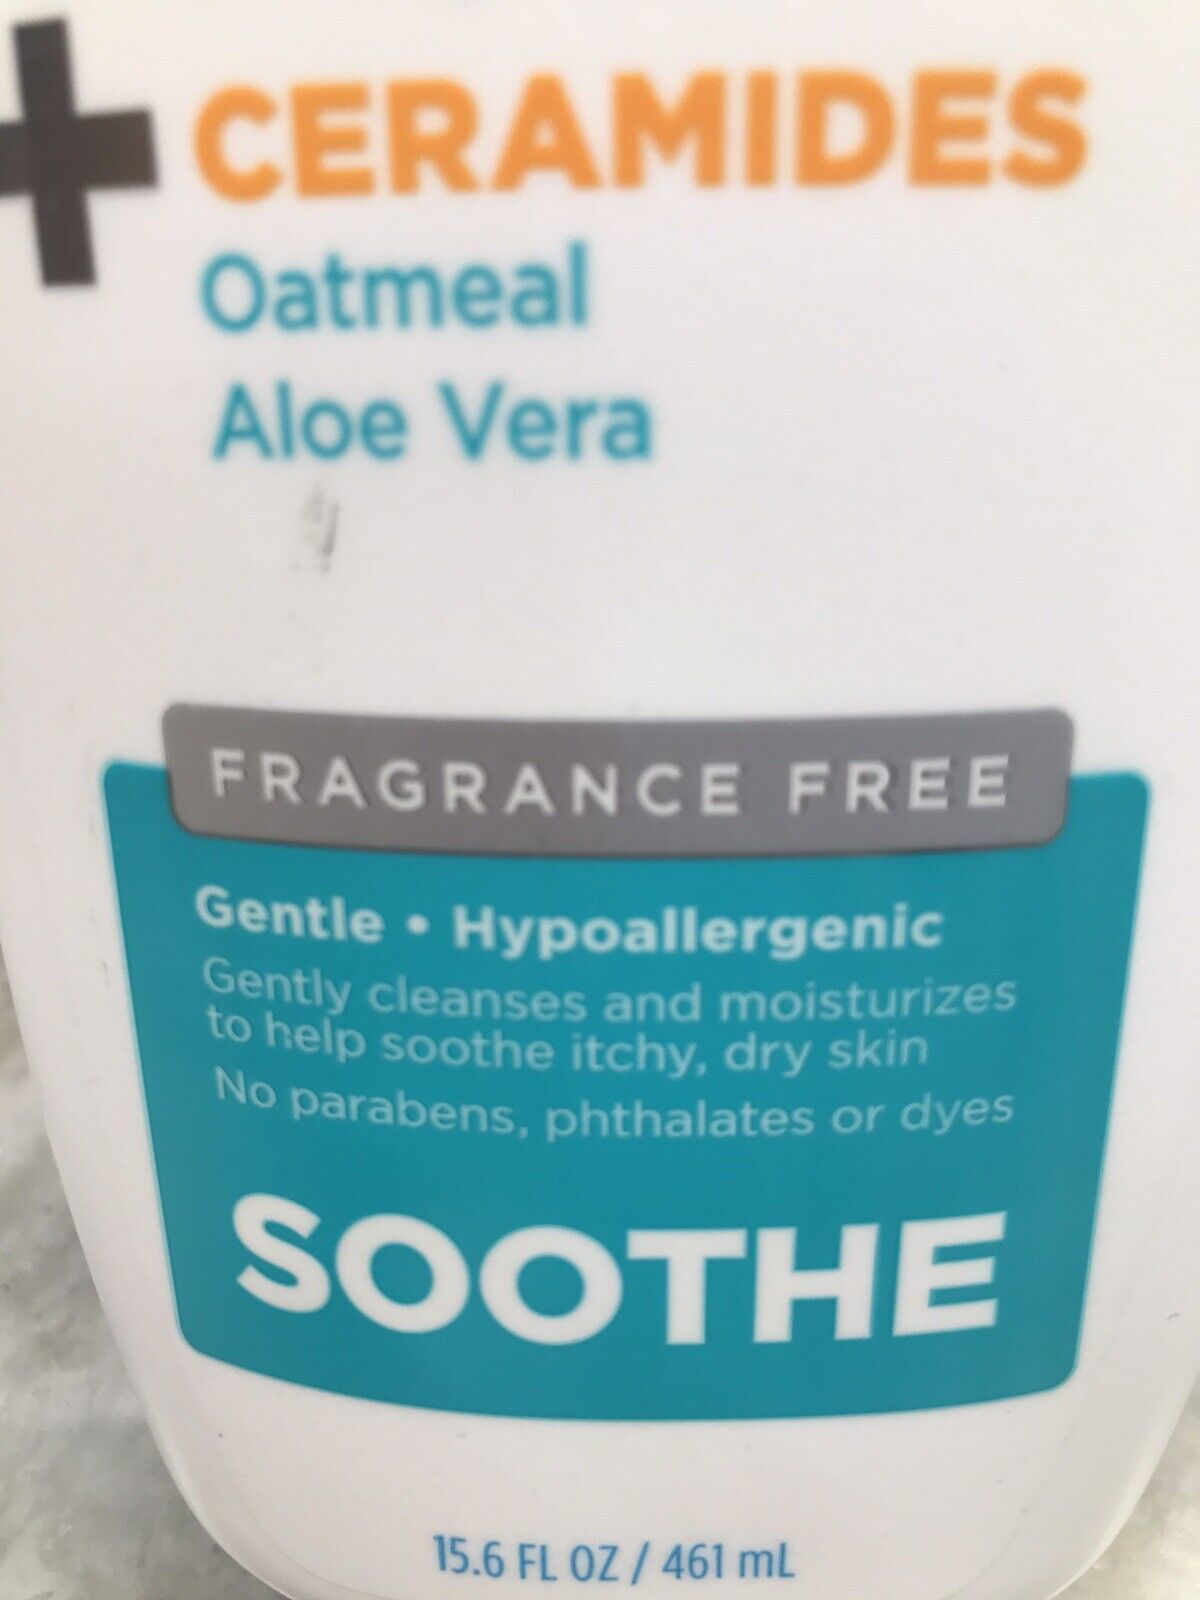 + CERAMIDES
Oatmeal
Aloe Vera
FRAGRANCE FREE
Gentle • Hypoallergenic
Gently cleanses and moisturizes
to help soothe itchy, dry skin
No parabens, phthalates or dyes
SOOTHE
15.6 FL OZ / 461 mL